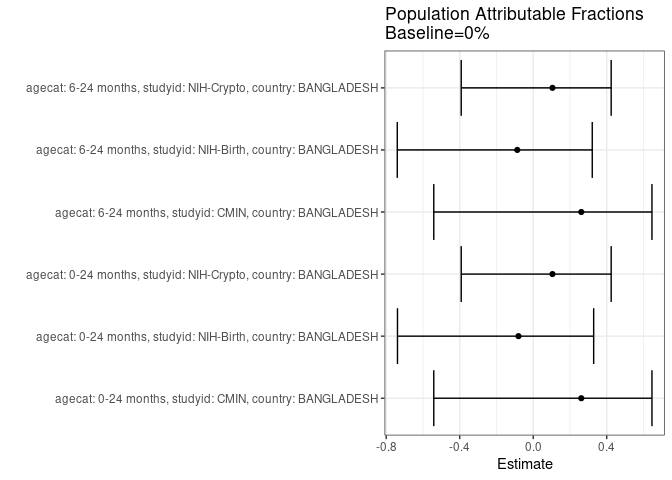 Population Attributable Fractions
Baseline=0%
agecat: 6-24 months, studyid: NIH-Crypto, country: BANGLADESH
agecat: 6-24 months, studyid: NIH-Birth, country: BANGLADESH
agecat: 6-24 months, studyid: CMIN, country: BANGLADESH
agecat: 0-24 months, studyid: NIH-Crypto, country: BANGLADESH
agecat: 0-24 months, studyid: NIH-Birth, country: BANGLADESH
agecat: 0-24 months, studyid: CMIN, country: BANGLADESH
-0.8 -0.4 0.0 0.4
Estimate